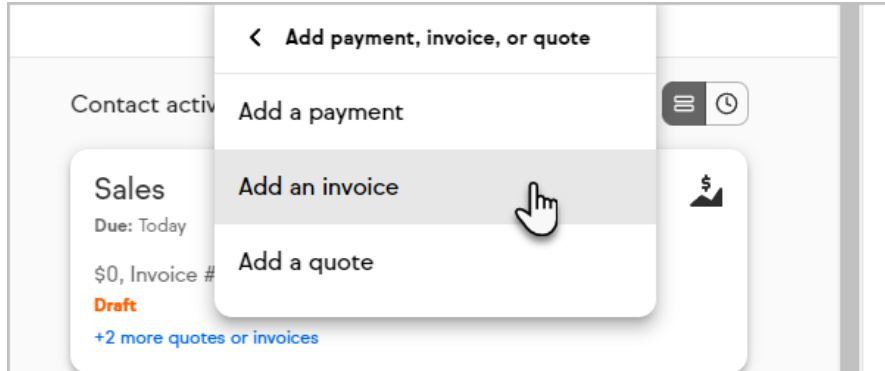 Add payment, invoice, or quote
Contact activ
Add a payment
Sales
Add an invoice
$
Due: Today
$0, Invoice #
Add a quote
Draft
+2 more quotes or invoices